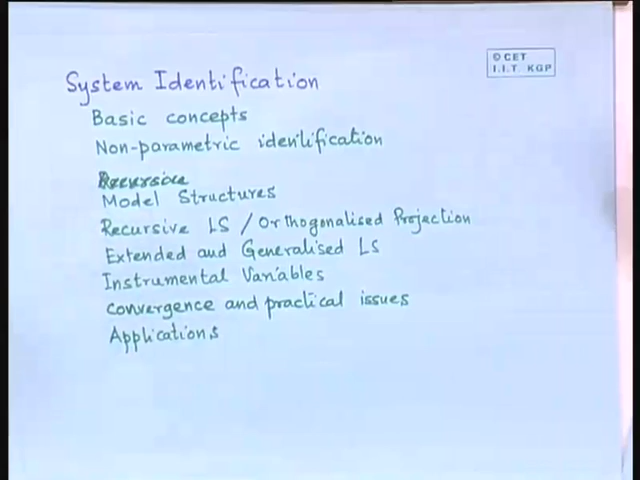 System Identification
© CET
I.I.T. KGP
Basic concepts
Non-parametric identification
Recursive
Model Structures
Recursive LS / Orthogonalised Projection
Extended and Generalised LS
Instrumental Variables
convergence and practical issues
Applications